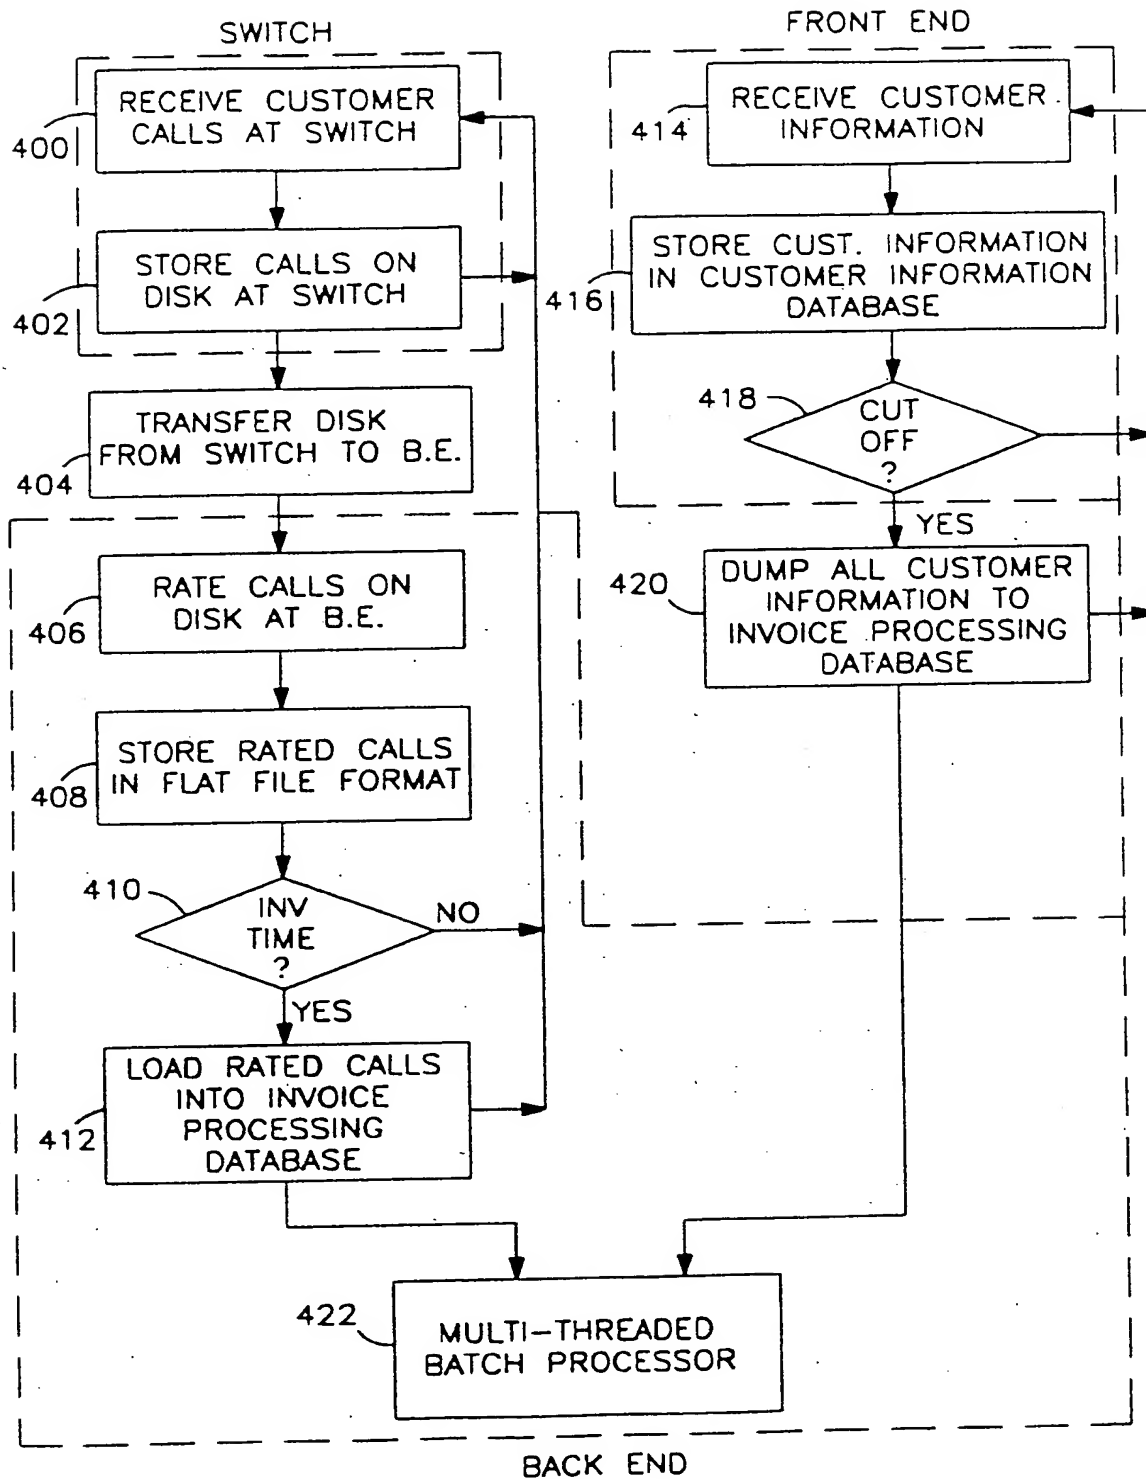 SWITCH
RECEIVE CUSTOMER
CALLS AT SWITCH
400
STORE CALLS ON
DISK AT SWITCH
402
TRANSFER DISK
FROM SWITCH TO B.E.
404
RATE CALLS ON
DISK AT B.E.
406
STORE RATED CALLS
IN FLAT FILE FORMAT
408
410
INV
TIME
?
NO
YES
LOAD RATED CALLS
INTO INVOICE
PROCESSING
DATABASE
412
FRONT END
RECEIVE CUSTOMER
INFORMATION
414
STORE CUST. INFORMATION
IN CUSTOMER INFORMATION
DATABASE
416
418
CUT
OFF
?
YES
420
DUMP ALL CUSTOMER
INFORMATION TO
INVOICE PROCESSING
DATABASE
422
MULTI-THREADED
BATCH PROCESSOR
BACK END